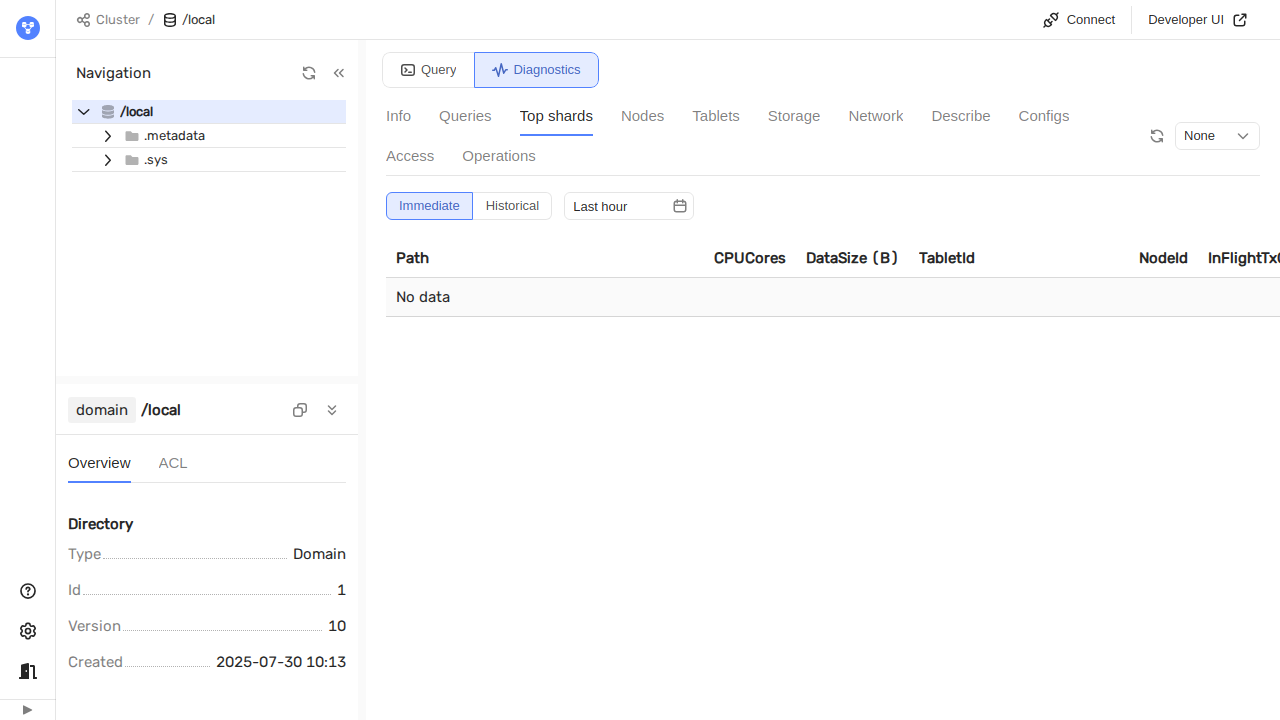 Cluster / /local
Connect
Developer UI
Navigation
/local
.metadata
.sys
domain /local
Overview ACL
Directory
Type Domain
Id 1
Version 10
Created 2025-07-30 10:13
Query Diagnostics
Info Queries Top shards Nodes Tablets Storage Network Describe Configs
Access Operations
None
Immediate Historical Last hour
Path CPUCores DataSize (B) TabletId NodeId
No data